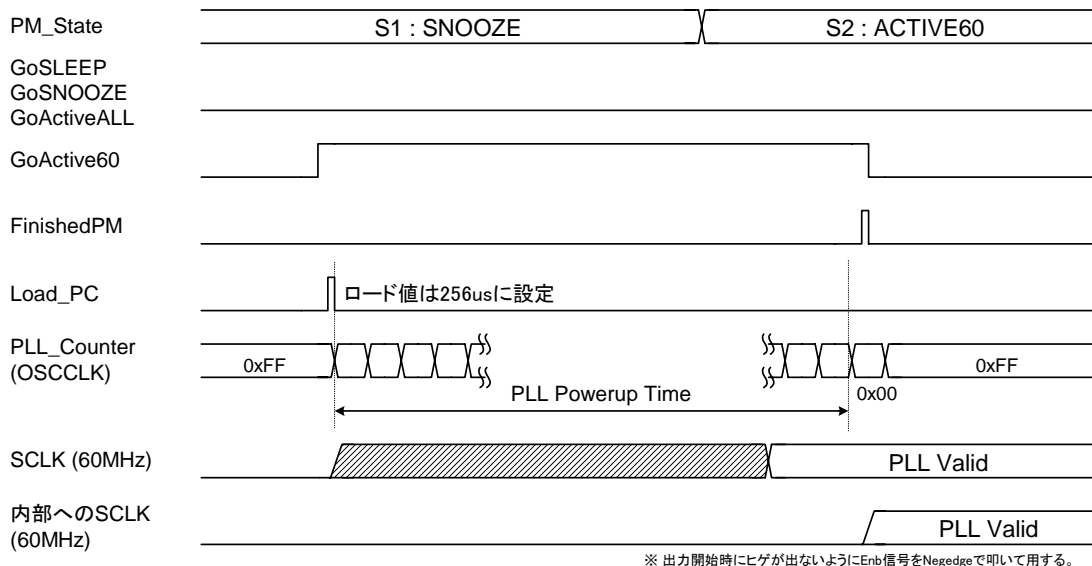 PM_State
S1 : SNOOZE
S2 : ACTIVE60
GoSLEEP
GoSNOOZE
GoActiveALL
GoActive60
FinishedPM
Load_PC
ロード値は256usに設定
PLL_Counter
(OSCCLK)
0xFF
0xFF
PLL Powerup Time
0x00
SCLK (60MHz)
PLL Valid
内部へのSCLK
(60MHz)
PLL Valid
※ 出力開始時にヒゲが出ないようにEnb信号をNegedgeで叩いて用する。